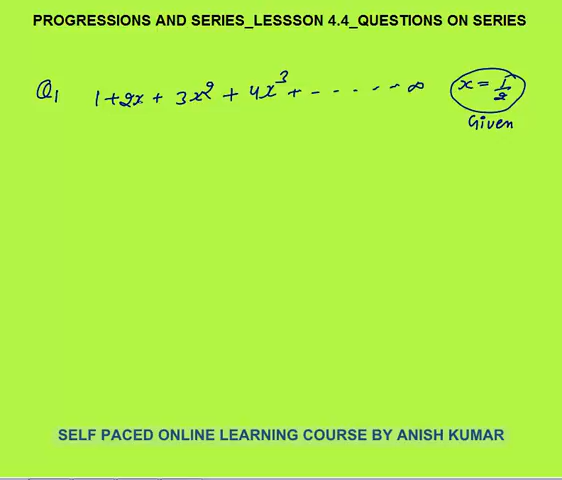 PROGRESSIONS AND SERIES_LESSSON 4.4_QUESTIONS ON SERIES
Q1 1+2x + 3x² + 4x³ + - - - - - - ∞ x = 1/2
Given
SELF PACED ONLINE LEARNING COURSE BY ANISH KUMAR